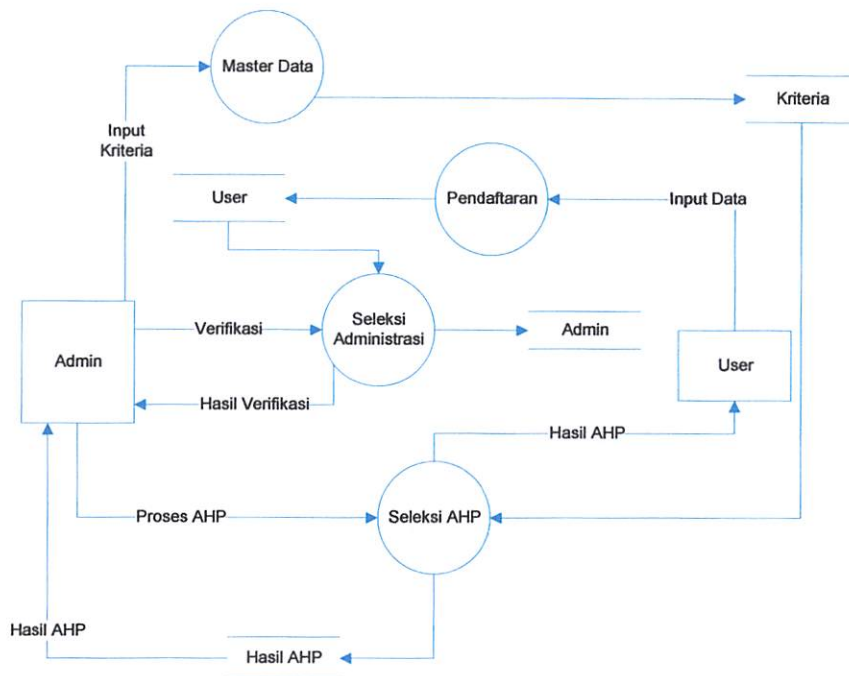 Master Data
Kriteria
Input
Kriteria
User
Pendaftaran
Input Data
Verifikasi
Seleksi
Administrasi
Admin
Admin
User
Hasil Verifikasi
Hasil AHP
Proses AHP
Seleksi AHP
Hasil AHP
Hasil AHP